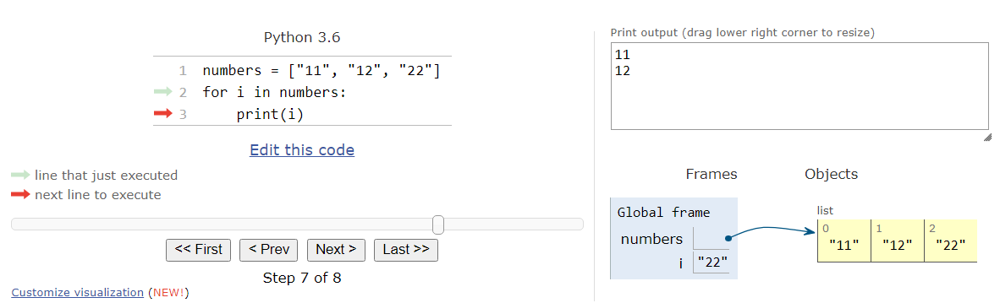 Python 3.6
1 numbers = ["11", "12", "22"]
2 for i in numbers:
3     print(i)
Edit this code
line that just executed
next line to execute
<< First < Prev Next > Last >>
Step 7 of 8
Customize visualization (NEW!)
Print output (drag lower right corner to resize)
11
12
Frames Objects
Global frame
numbers
i "22"
list
0 1 2
"11" "12" "22"